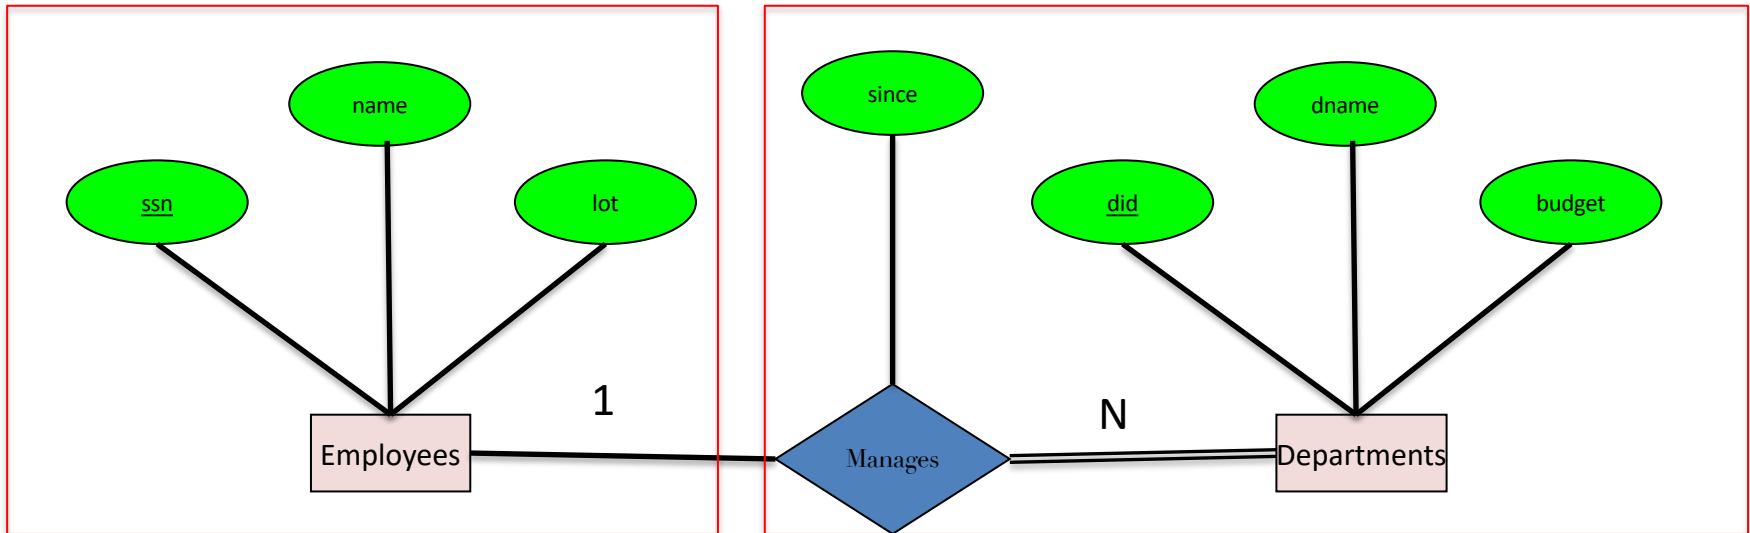 name
since
dname
ssn
lot
did
budget
1
N
Employees
Manages
Departments